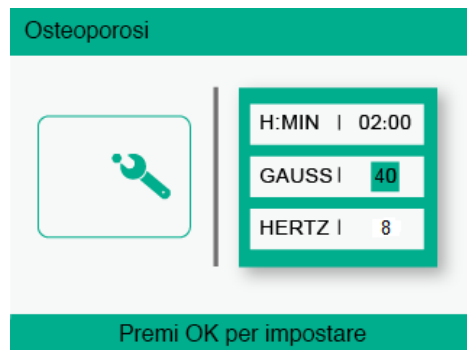 Osteoporosi
H:MIN | 02:00
GAUSS | 40
HERTZ | 8
Premi OK per impostare